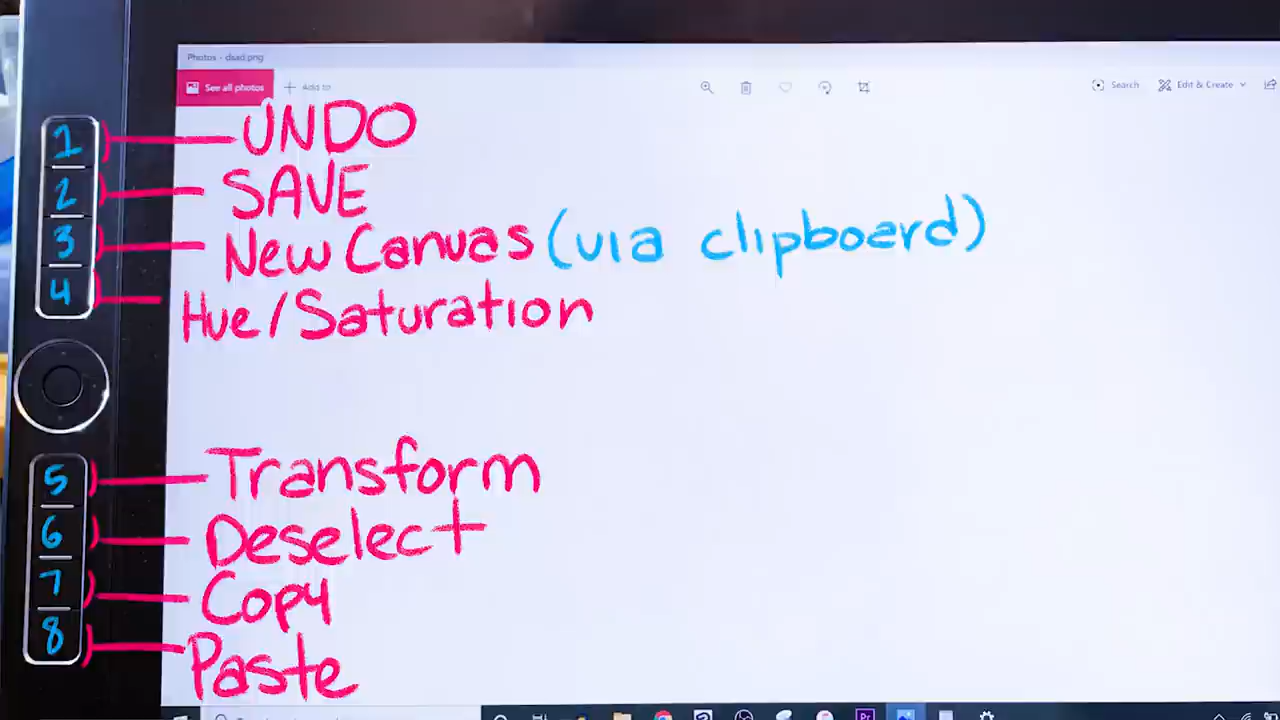 Photos - dsad.png
See all photos
Add to
Search
Edit & Create
1 UNDO
2 SAVE
3 New Canvas (via clipboard)
4 Hue/Saturation
5 Transform
6 Deselect
7 Copy
8 Paste
Pr